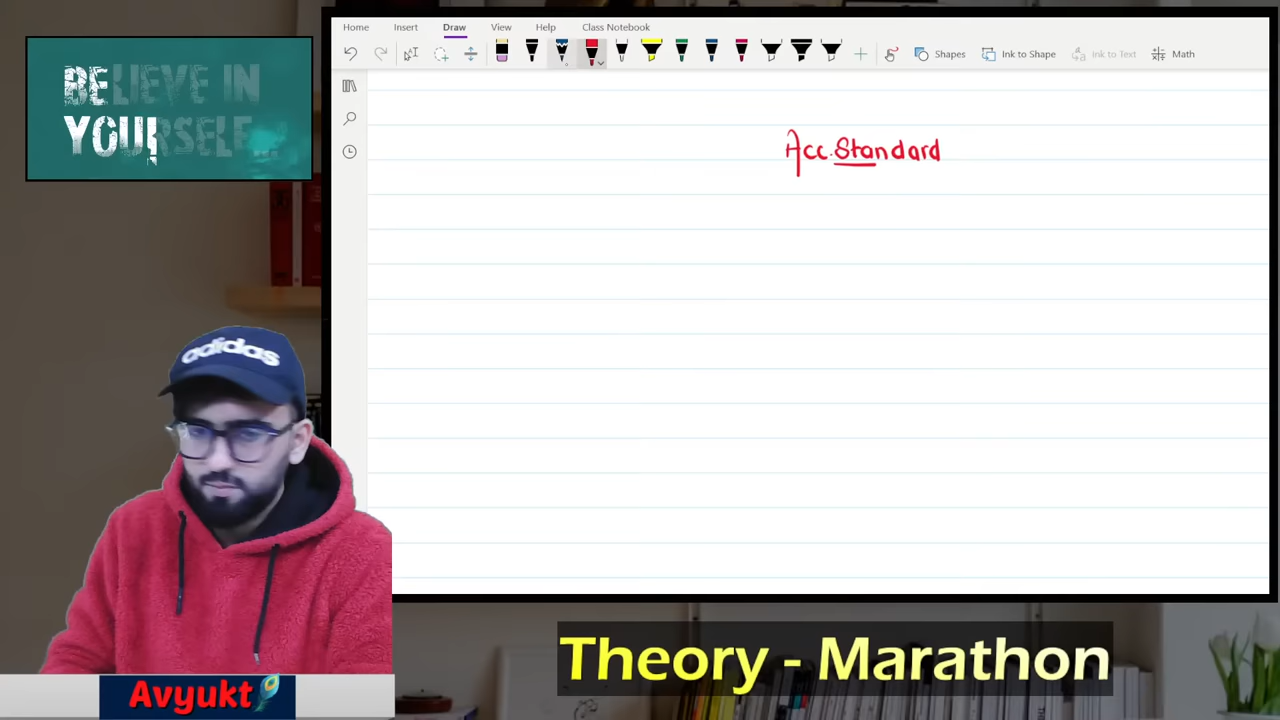 BELIEVE IN
YOURSELF...
Home Insert Draw View Help Class Notebook
Shapes Ink to Shape Ink to Text Math
Acc. Standard
adidas
Theory - Marathon
Avyukt